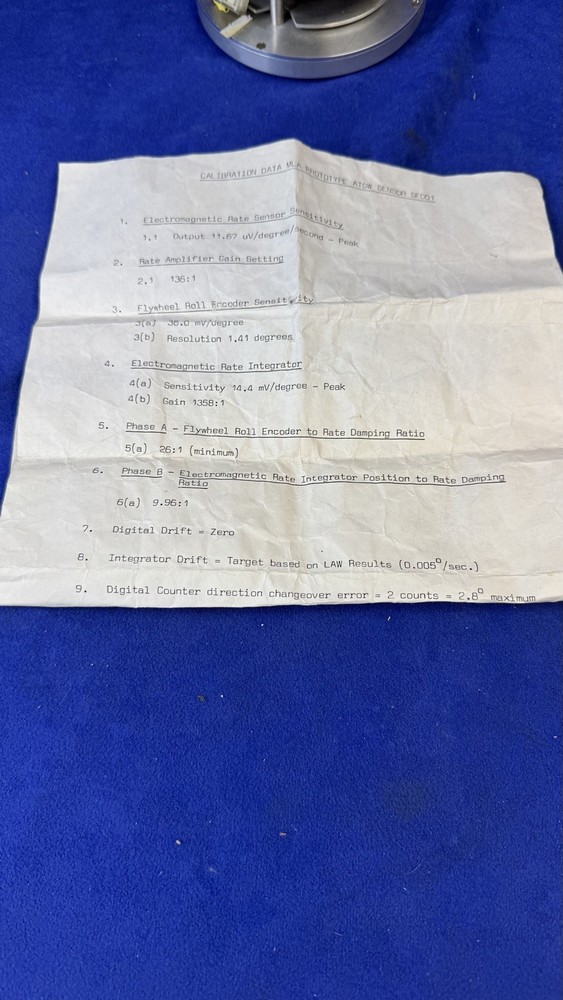 CALIBRATION DATA MLA PROTOTYPE ATGW SENSOR SF001
1. Electromagnetic Rate Sensor Sensitivity
1.1 Output 11.67 uV/degree/second - Peak
2. Rate Amplifier Gain Setting
2.1 136:1
3. Flywheel Roll Encoder Sensitivity
3(a) 36.0 mV/degree
3(b) Resolution 1.41 degrees
4. Electromagnetic Rate Integrator
4(a) Sensitivity 14.4 mV/degree - Peak
4(b) Gain 1358:1
5. Phase A - Flywheel Roll Encoder to Rate Damping Ratio
5(a) 26:1 (minimum)
6. Phase B - Electromagnetic Rate Integrator Position to Rate Damping
Ratio
6(a) 9.96:1
7. Digital Drift = Zero
8. Integrator Drift = Target based on LAW Results (0.005°/sec.)
9. Digital Counter direction changeover error = 2 counts = 2.8° maximum